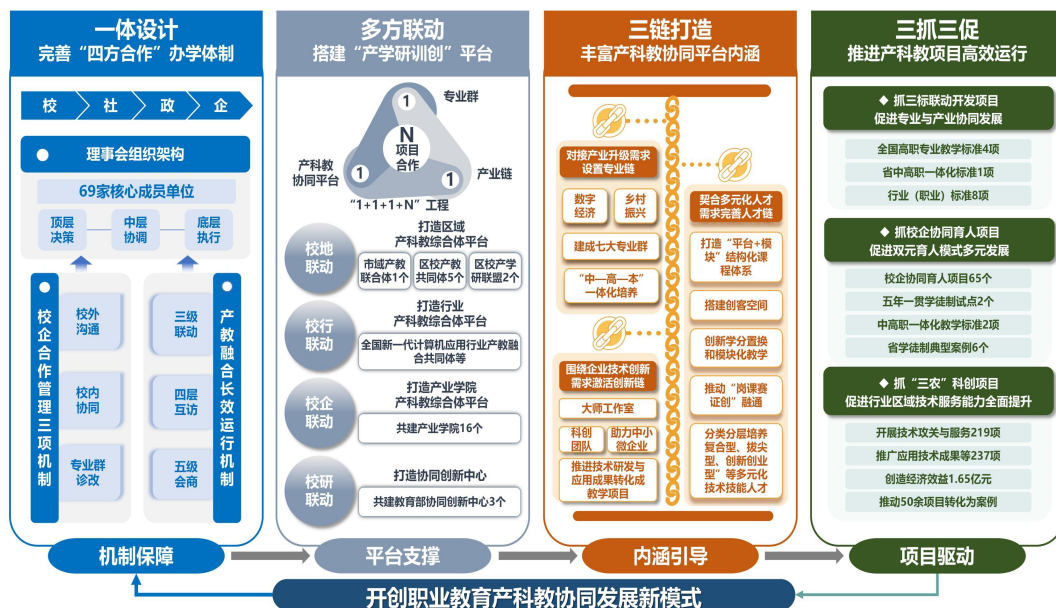 一体设计
完善“四方合作”办学体制
校
社
政
企
理事会组织架构
69家核心成员单位
顶层
决策
中层
协调
底层
执行
校企合作管理三项机制
校外
沟通
校内
协同
专业群
诊改
三级
联动
四层
互访
五级
会商
产教融合长效运行机制
机制保障
多方联动
搭建“产学研训创”平台
1
专业群
N
项目
合作
产科教
协同平台
1
1
产业链
“1+1+1+N”工程
校地
联动
打造区域
产科教综合体平台
市域产教
联合体1个
区校产教
共同体5个
区校产学
研联盟2个
校行
联动
打造行业
产科教综合体平台
全国新一代计算机应用行业产教融
合共同体等
校企
联动
打造产业学院
产科教综合体平台
共建产业学院16个
校研
联动
打造协同创新中心
共建教育部协同创新中心3个
平台支撑
三链打造
丰富产科教协同平台内涵
对接产业升级需求
设置专业链
数字
经济
乡村
振兴
建成七大专业群
“中—高—本”
一体化培养
围绕企业技术创新
需求激活创新链
大师工作室
科创
团队
助力中小
微企业
推进技术研发与
应用成果转化成
教学项目
契合多元化人才
需求完善人才链
打造“平台+模
块”结构化课
程体系
搭建创客空间
创新学分置换
和模块化教学
推动“岗课赛
证创”融通
分类分层培养
复合型、拔尖
型、创新创业
型”等多元化
技术技能人才
内涵引导
三抓三促
推进产科教项目高效运行
◆ 抓三标联动开发项目
促进专业与产业协同发展
全国高职专业教学标准4项
省中高职一体化标准1项
行业（职业）标准8项
◆ 抓校企协同育人项目
促进双元育人模式多元发展
校企协同育人项目65个
五年一贯学徒制试点2个
中高职一体化教学标准2项
省学徒制典型案例6个
◆ 抓“三农”科创项目
促进行业区域技术服务能力全面提升
开展技术攻关与服务219项
推广应用技术成果等237项
创造经济效益1.65亿元
推动50余项目转化为案例
项目驱动
开创职业教育产科教协同发展新模式